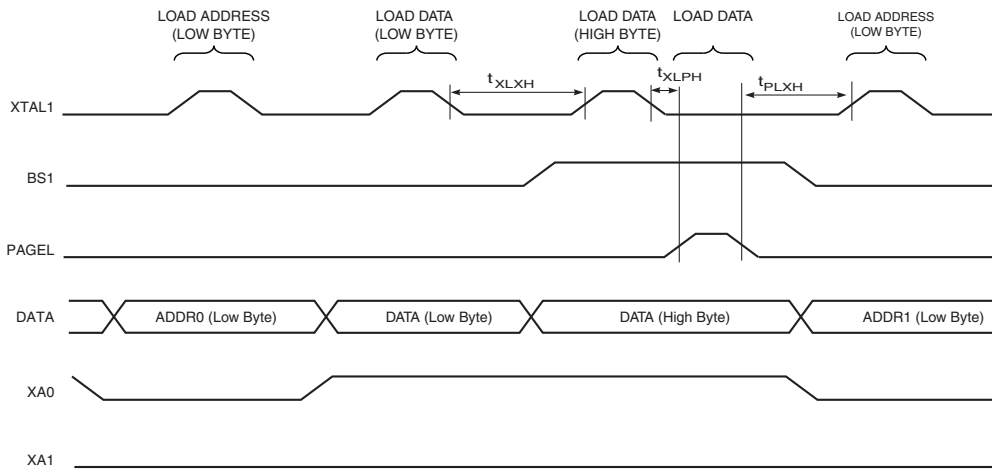 LOAD ADDRESS
(LOW BYTE)
LOAD DATA
(LOW BYTE)
LOAD DATA
(HIGH BYTE)
LOAD DATA
LOAD ADDRESS
(LOW BYTE)
tXLXH
tXLPH
tPLXH
XTAL1
BS1
PAGEL
DATA
ADDR0 (Low Byte)
DATA (Low Byte)
DATA (High Byte)
ADDR1 (Low Byte)
XA0
XA1